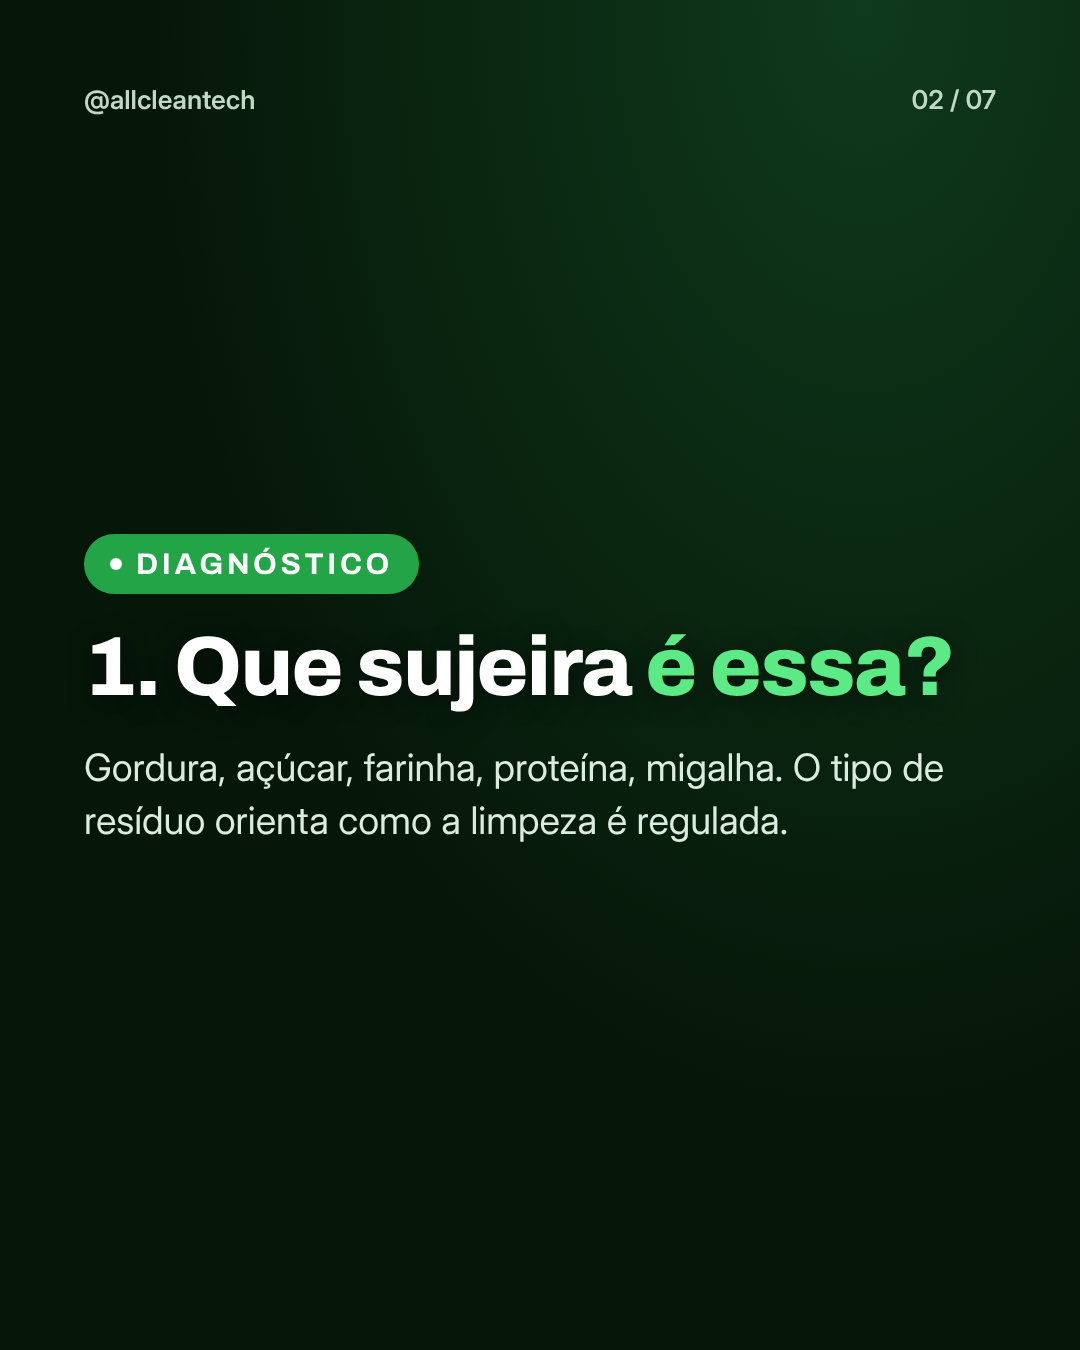 @allcleantech
02 / 07
• DIAGNÓSTICO
1. Que sujeira é essa?
Gordura, açúcar, farinha, proteína, migalha. O tipo de
resíduo orienta como a limpeza é regulada.